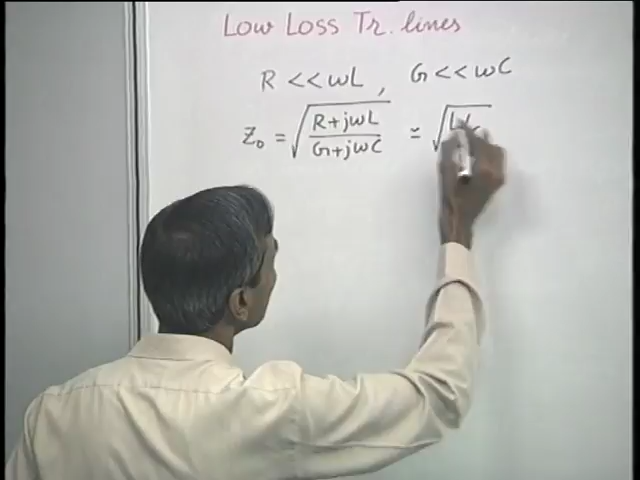 Low Loss Tr. lines
R << ωL , G << ωC
Z₀ = √((R+jωL)/(G+jωC)) ≅ √(L/C